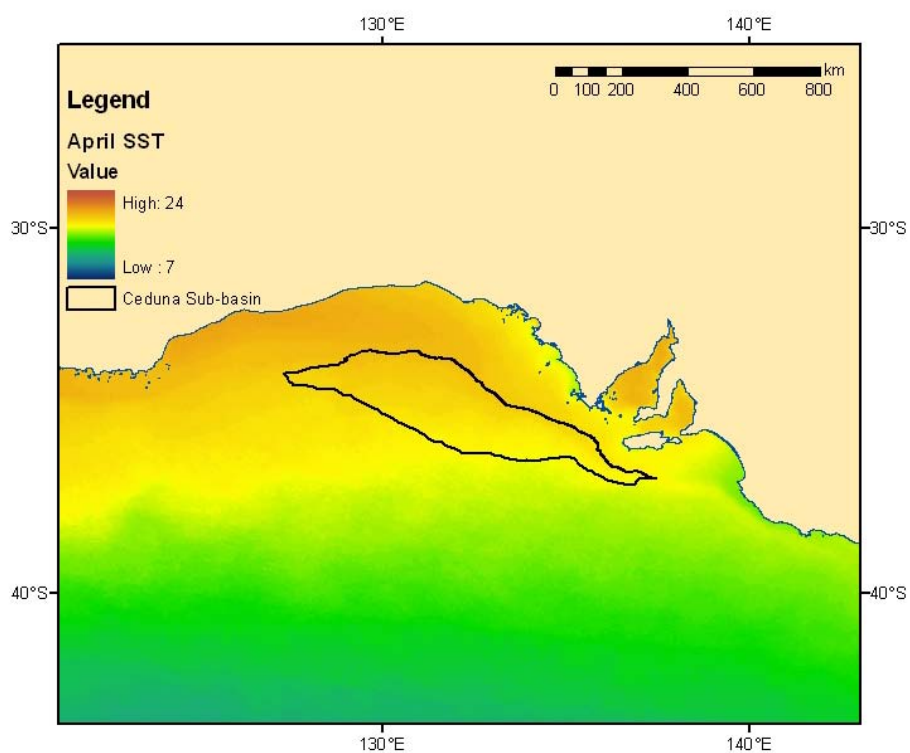 130°E 140°E
km
0 100 200 400 600 800
Legend
April SST
Value
High: 24
Low : 7
Ceduna Sub-basin
30°S 30°S
40°S 40°S
130°E 140°E